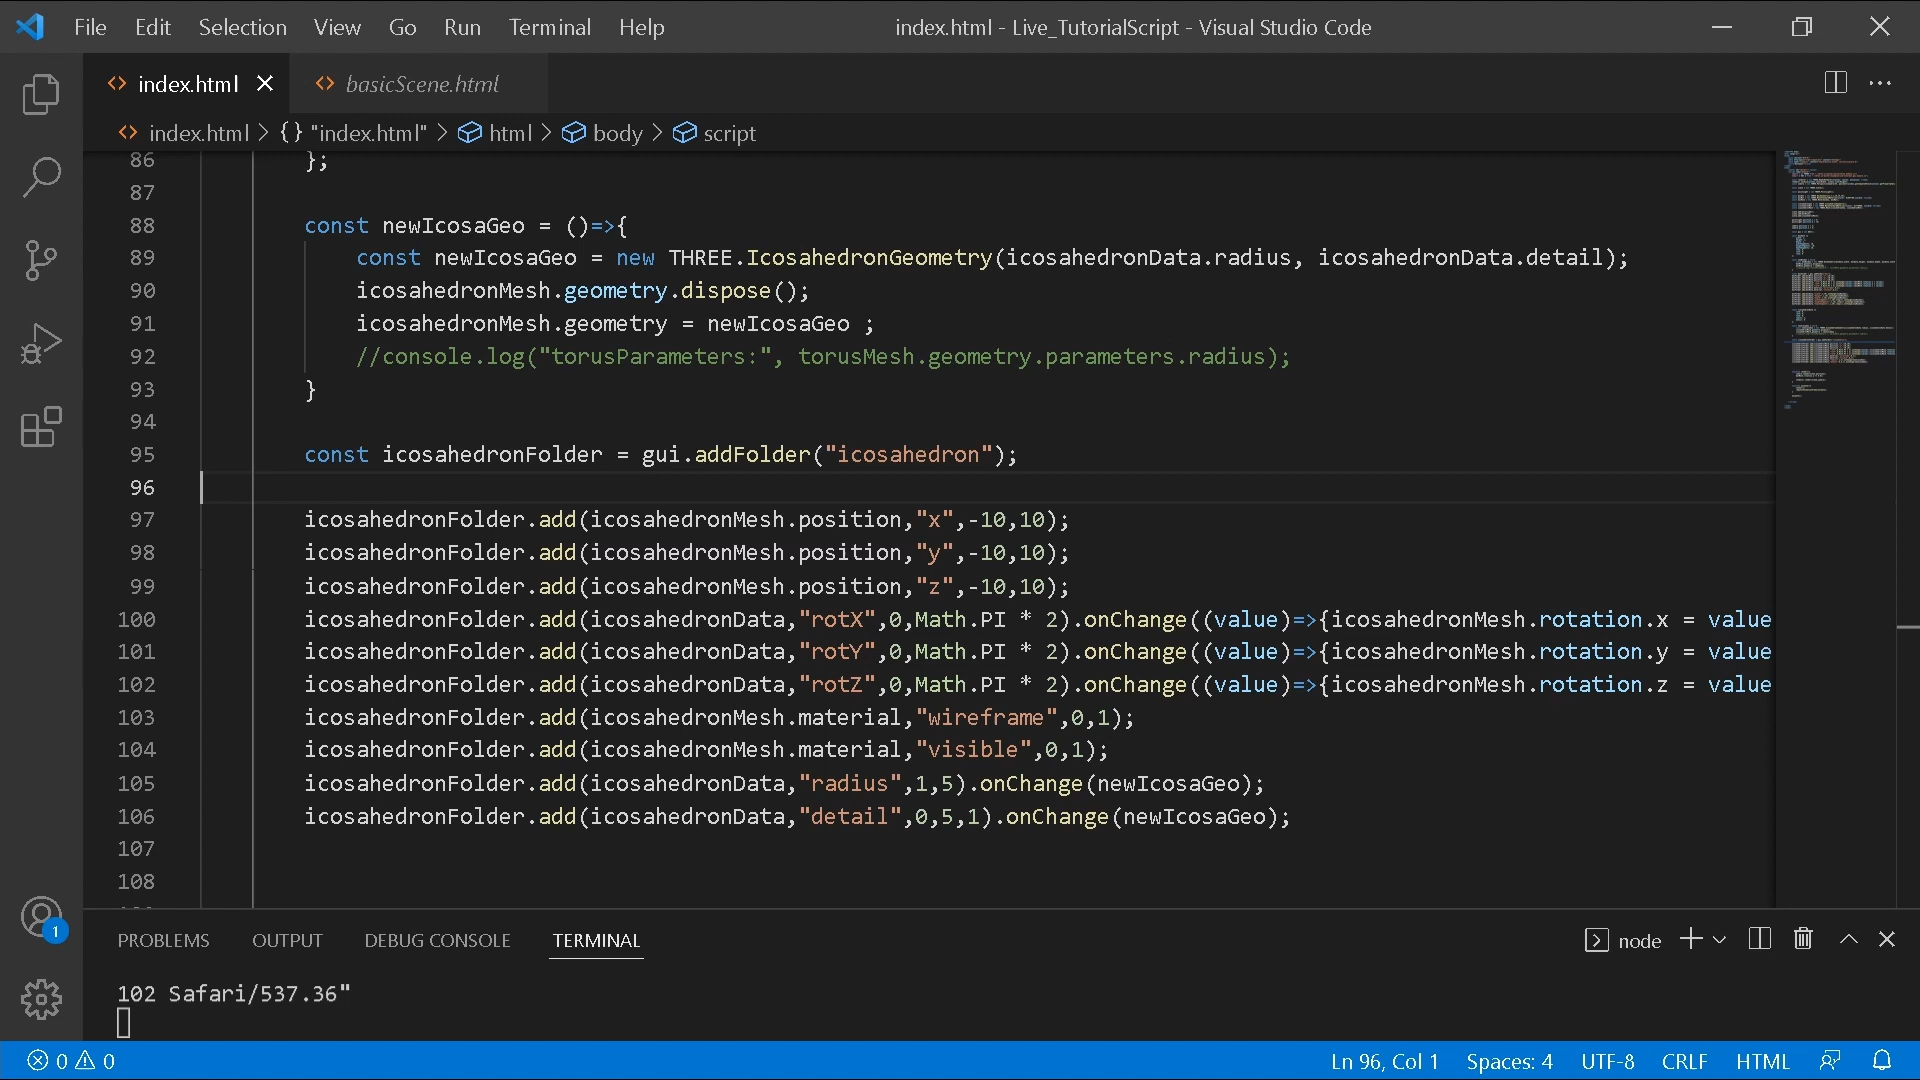 File Edit Selection View Go Run Terminal Help index.html - Live_TutorialScript - Visual Studio Code
<> index.html <> basicScene.html ···
<> index.html > {} "index.html" > html > body > script
86 };
87
88 const newIcosaGeo = ()=>{
89 const newIcosaGeo = new THREE.IcosahedronGeometry(icosahedronData.radius, icosahedronData.detail);
90 icosahedronMesh.geometry.dispose();
91 icosahedronMesh.geometry = newIcosaGeo ;
92 //console.log("torusParameters:", torusMesh.geometry.parameters.radius);
93 }
94
95 const icosahedronFolder = gui.addFolder("icosahedron");
96
97 icosahedronFolder.add(icosahedronMesh.position,"x",-10,10);
98 icosahedronFolder.add(icosahedronMesh.position,"y",-10,10);
99 icosahedronFolder.add(icosahedronMesh.position,"z",-10,10);
100 icosahedronFolder.add(icosahedronData,"rotX",0,Math.PI * 2).onChange((value)=>{icosahedronMesh.rotation.x = value
101 icosahedronFolder.add(icosahedronData,"rotY",0,Math.PI * 2).onChange((value)=>{icosahedronMesh.rotation.y = value
102 icosahedronFolder.add(icosahedronData,"rotZ",0,Math.PI * 2).onChange((value)=>{icosahedronMesh.rotation.z = value
103 icosahedronFolder.add(icosahedronMesh.material,"wireframe",0,1);
104 icosahedronFolder.add(icosahedronMesh.material,"visible",0,1);
105 icosahedronFolder.add(icosahedronData,"radius",1,5).onChange(newIcosaGeo);
106 icosahedronFolder.add(icosahedronData,"detail",0,5,1).onChange(newIcosaGeo);
107
108
1
PROBLEMS OUTPUT DEBUG CONSOLE TERMINAL node
102 Safari/537.36"
0 0 Ln 96, Col 1 Spaces: 4 UTF-8 CRLF HTML